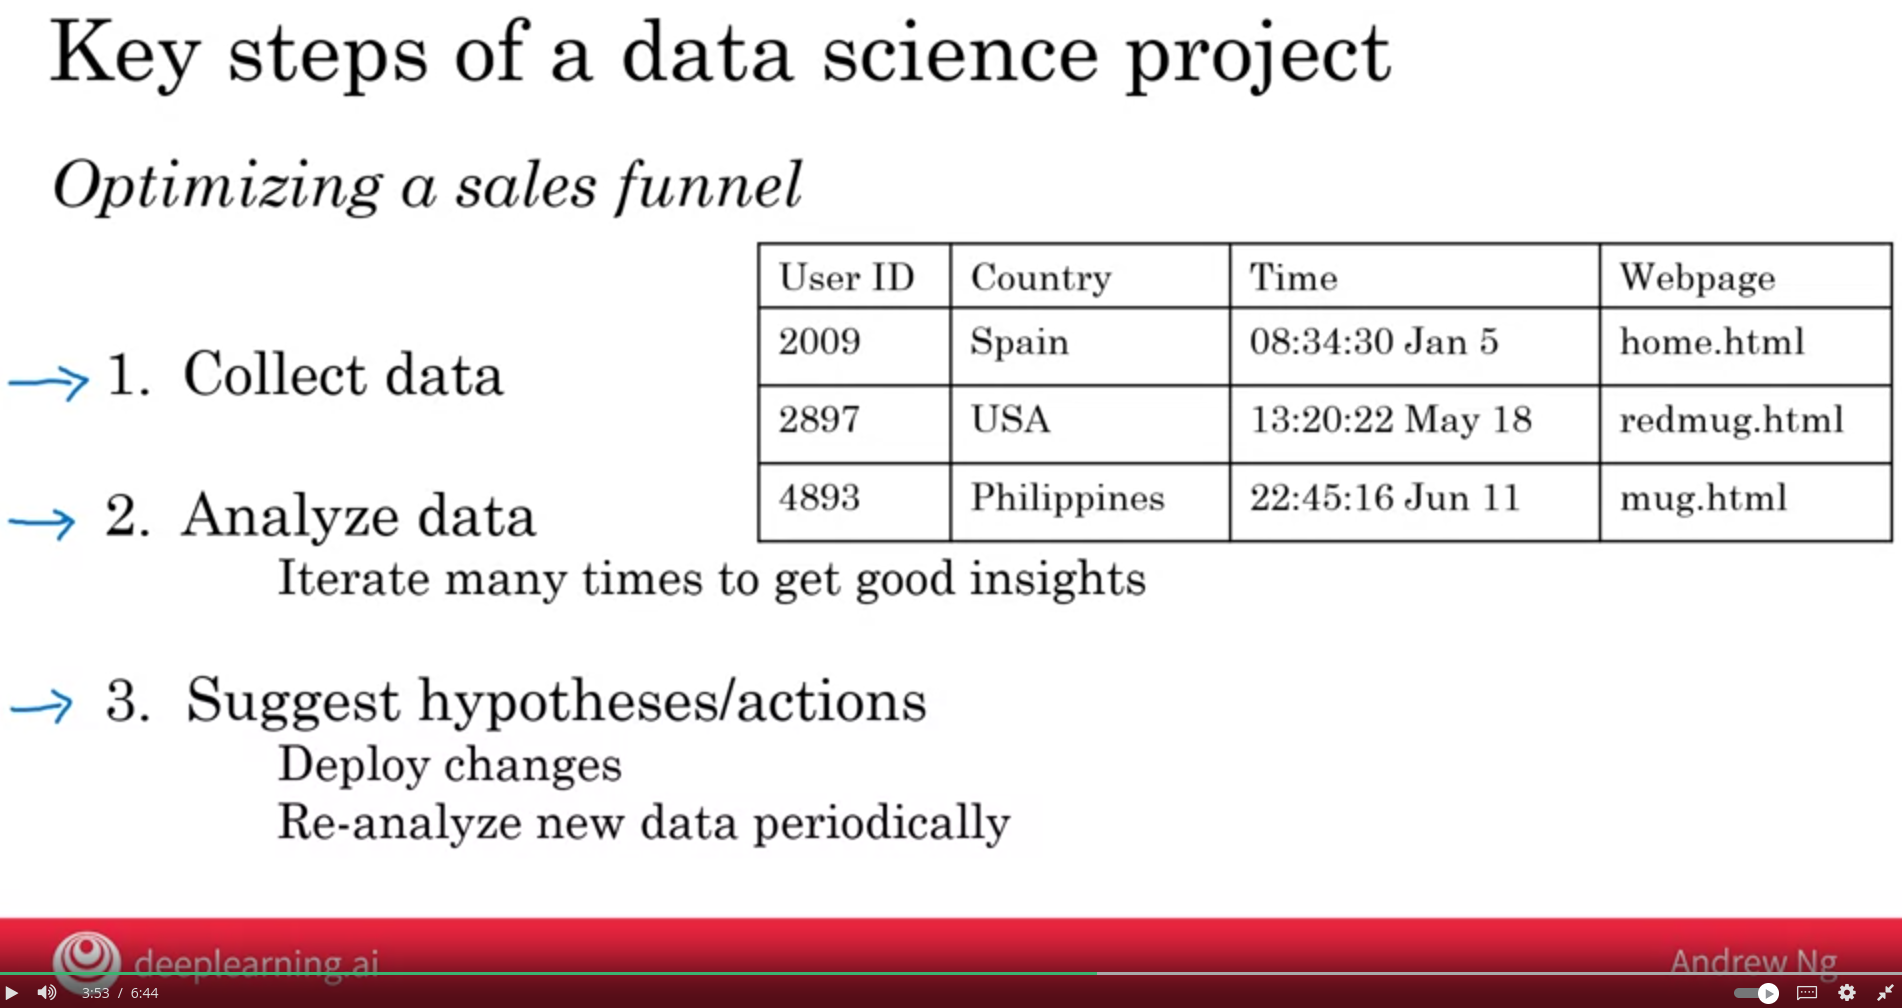 Key steps of a data science project
Optimizing a sales funnel
User ID Country Time Webpage
2009 Spain 08:34:30 Jan 5 home.html
2897 USA 13:20:22 May 18 redmug.html
4893 Philippines 22:45:16 Jun 11 mug.html
1. Collect data
2. Analyze data
Iterate many times to get good insights
3. Suggest hypotheses/actions
Deploy changes
Re-analyze new data periodically
deeplearning.ai
Andrew Ng
3:53 / 6:44